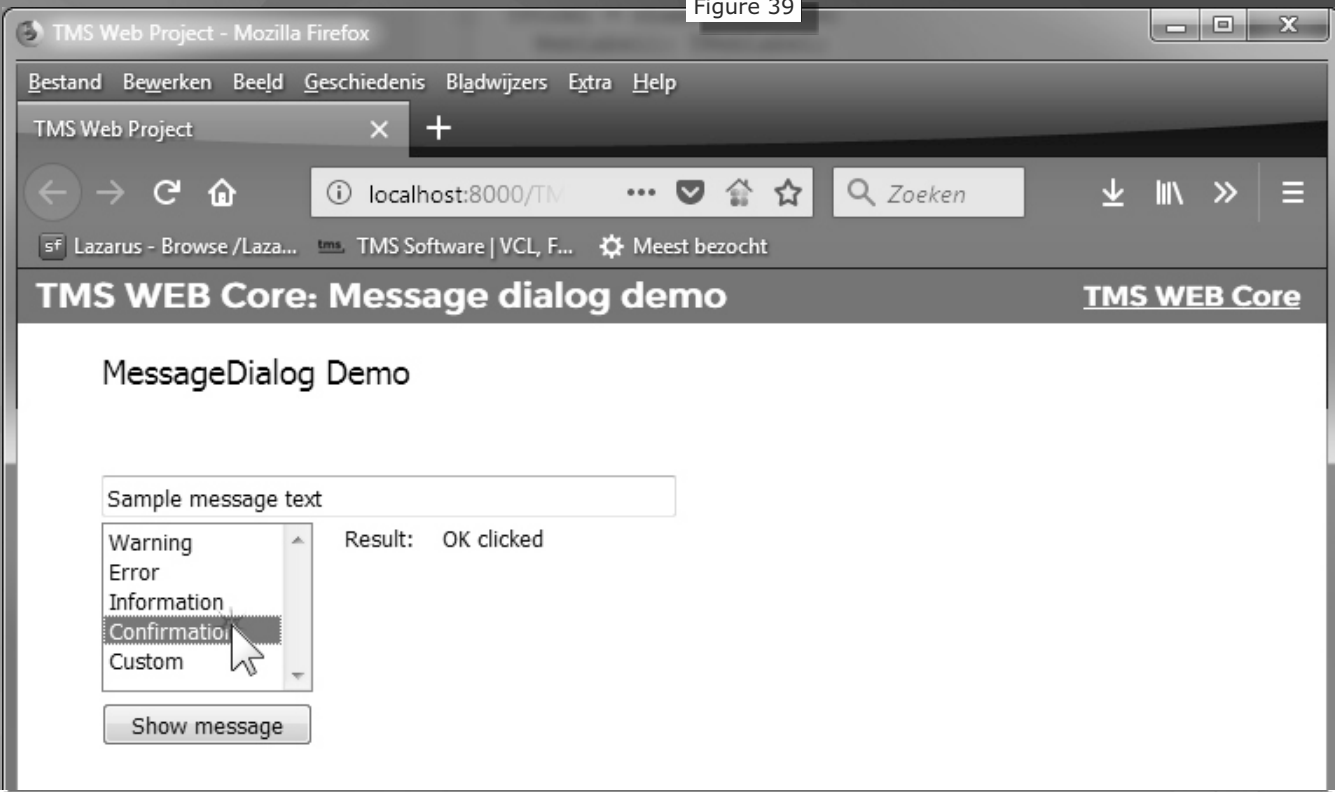 Figure 39
TMS Web Project - Mozilla Firefox
Bestand Bewerken Beeld Geschiedenis Bladwijzers Extra Help
TMS Web Project
localhost:8000/TM
Zoeken
sf Lazarus - Browse /Laza... tms. TMS Software | VCL, F... Meest bezocht
TMS WEB Core: Message dialog demo TMS WEB Core
MessageDialog Demo
Sample message text
Warning
Result: OK clicked
Error
Information
Confirmation
Custom
Show message